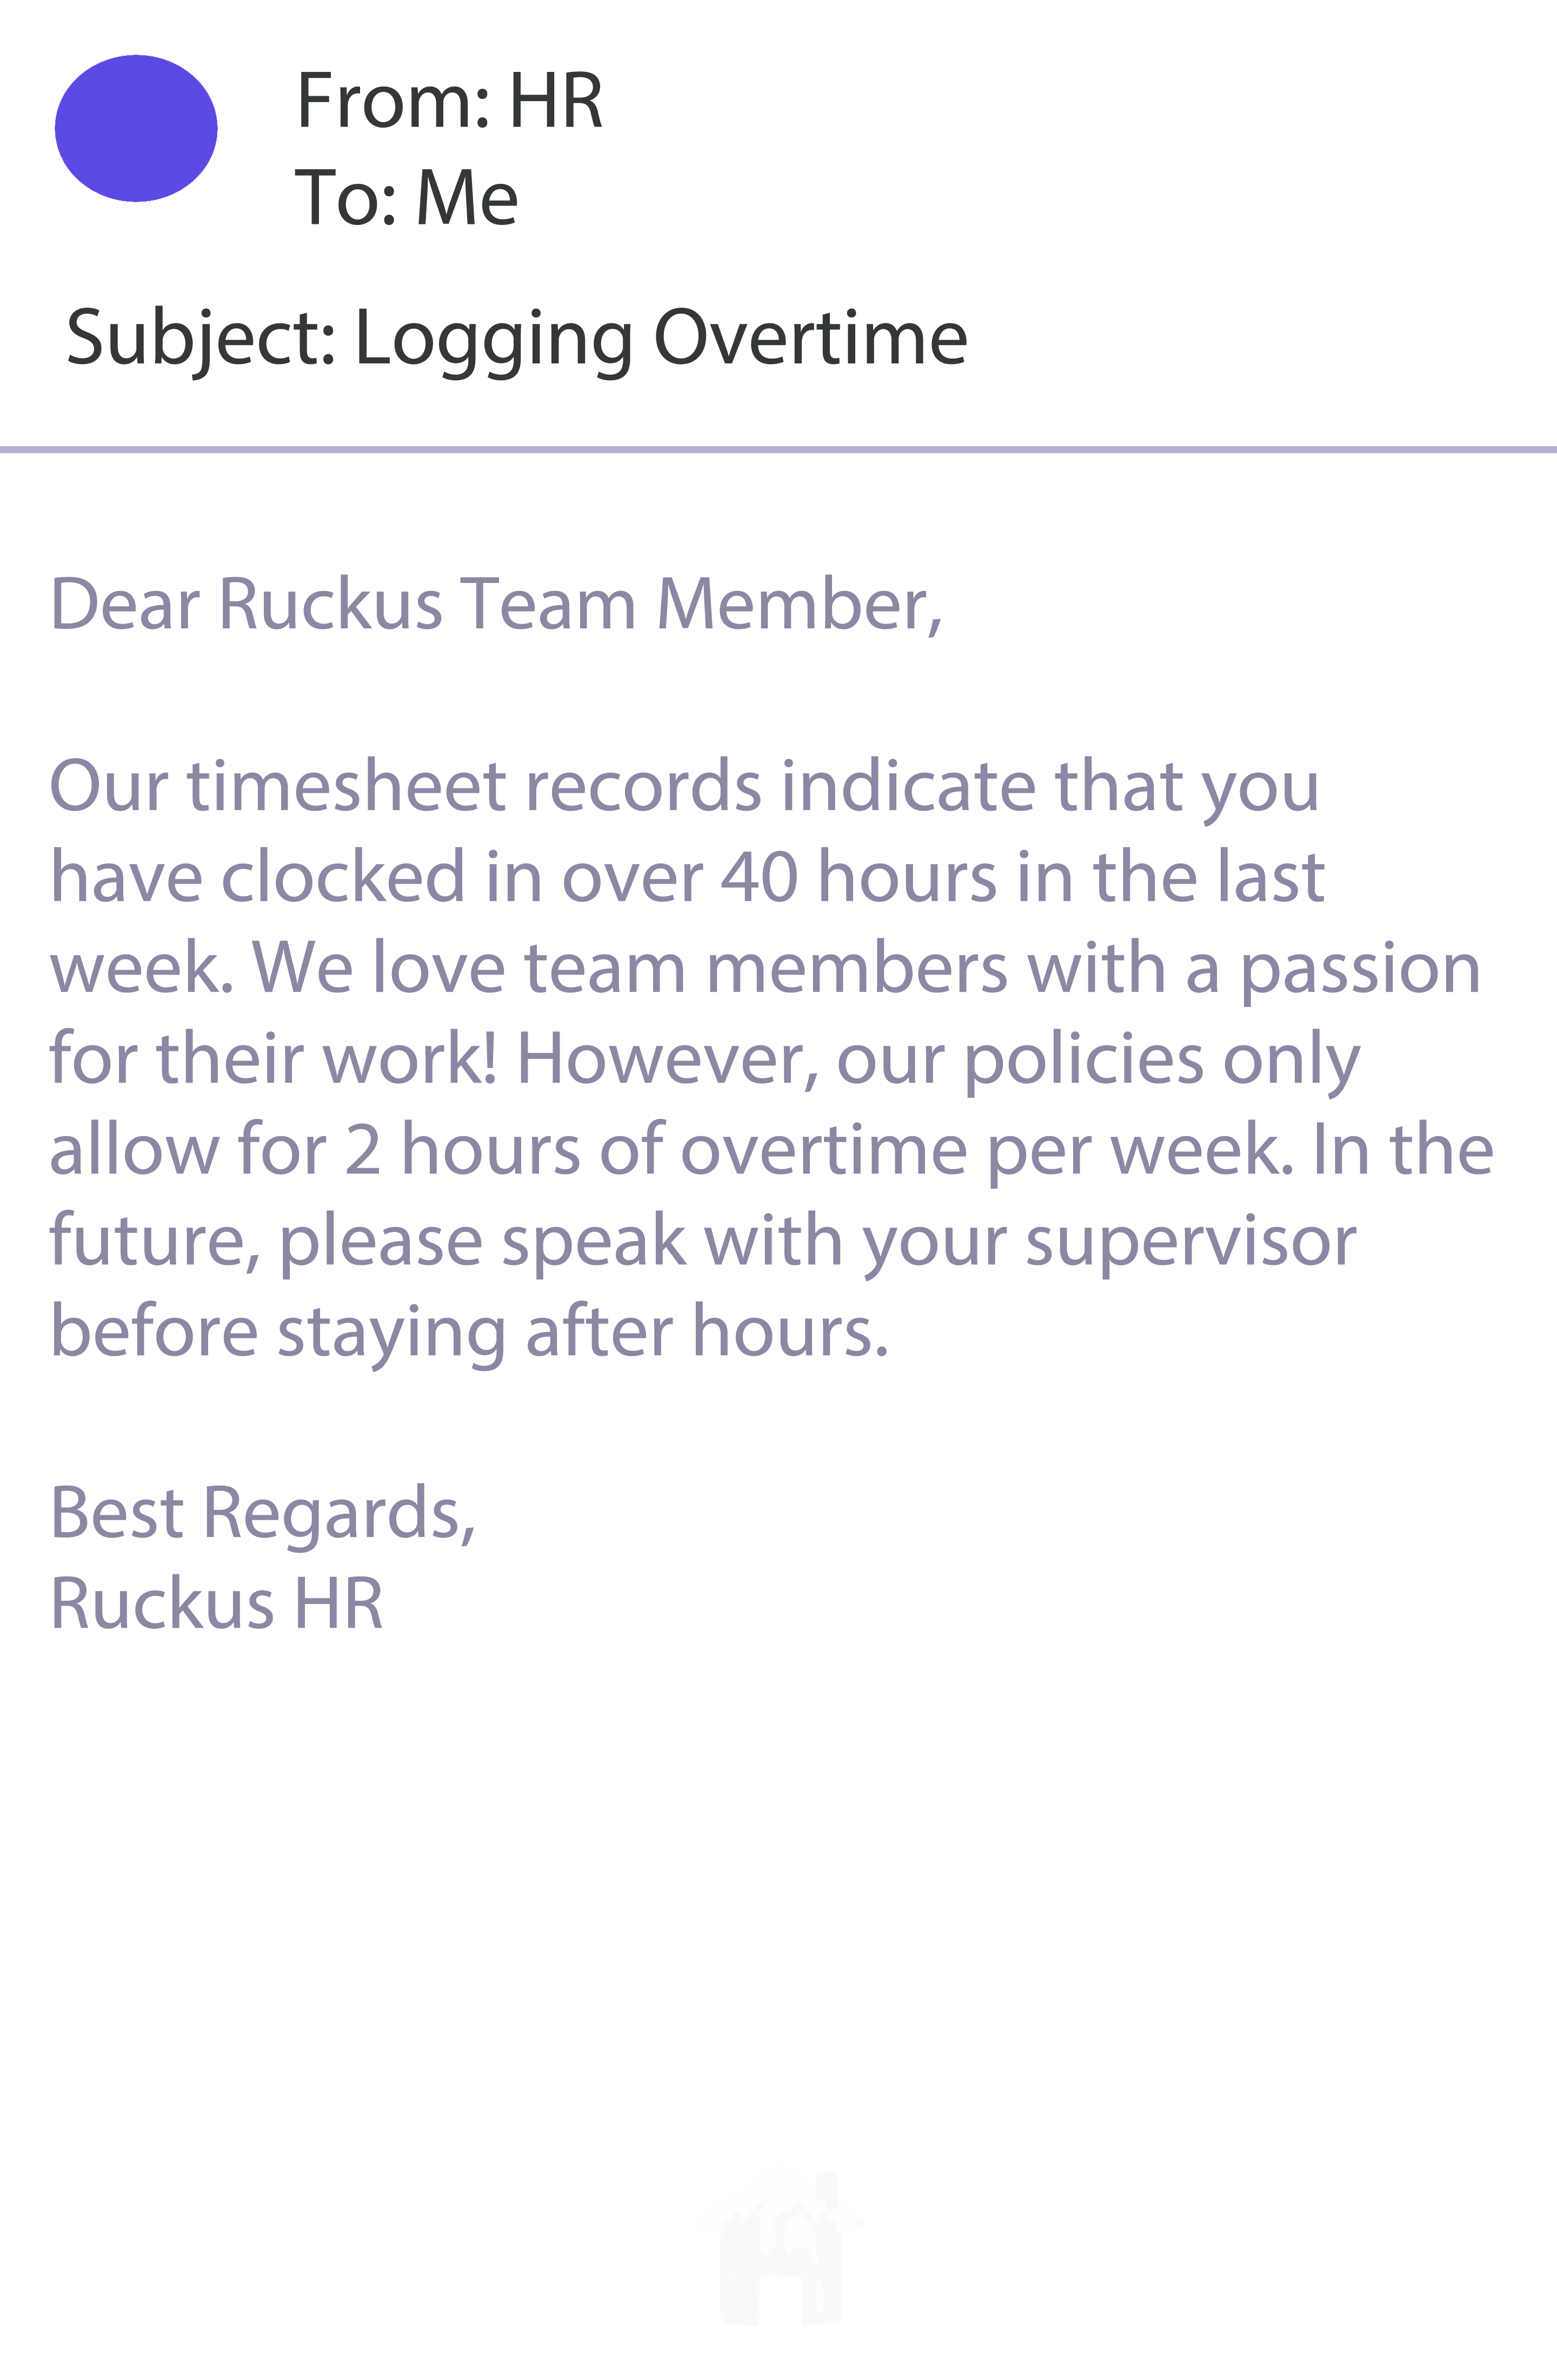 From: HR
To: Me
Subject: Logging Overtime
Dear Ruckus Team Member,
Our timesheet records indicate that you
have clocked in over 40 hours in the last
week. We love team members with a passion
for their work! However, our policies only
allow for 2 hours of overtime per week. In the
future, please speak with your supervisor
before staying after hours.
Best Regards,
Ruckus HR